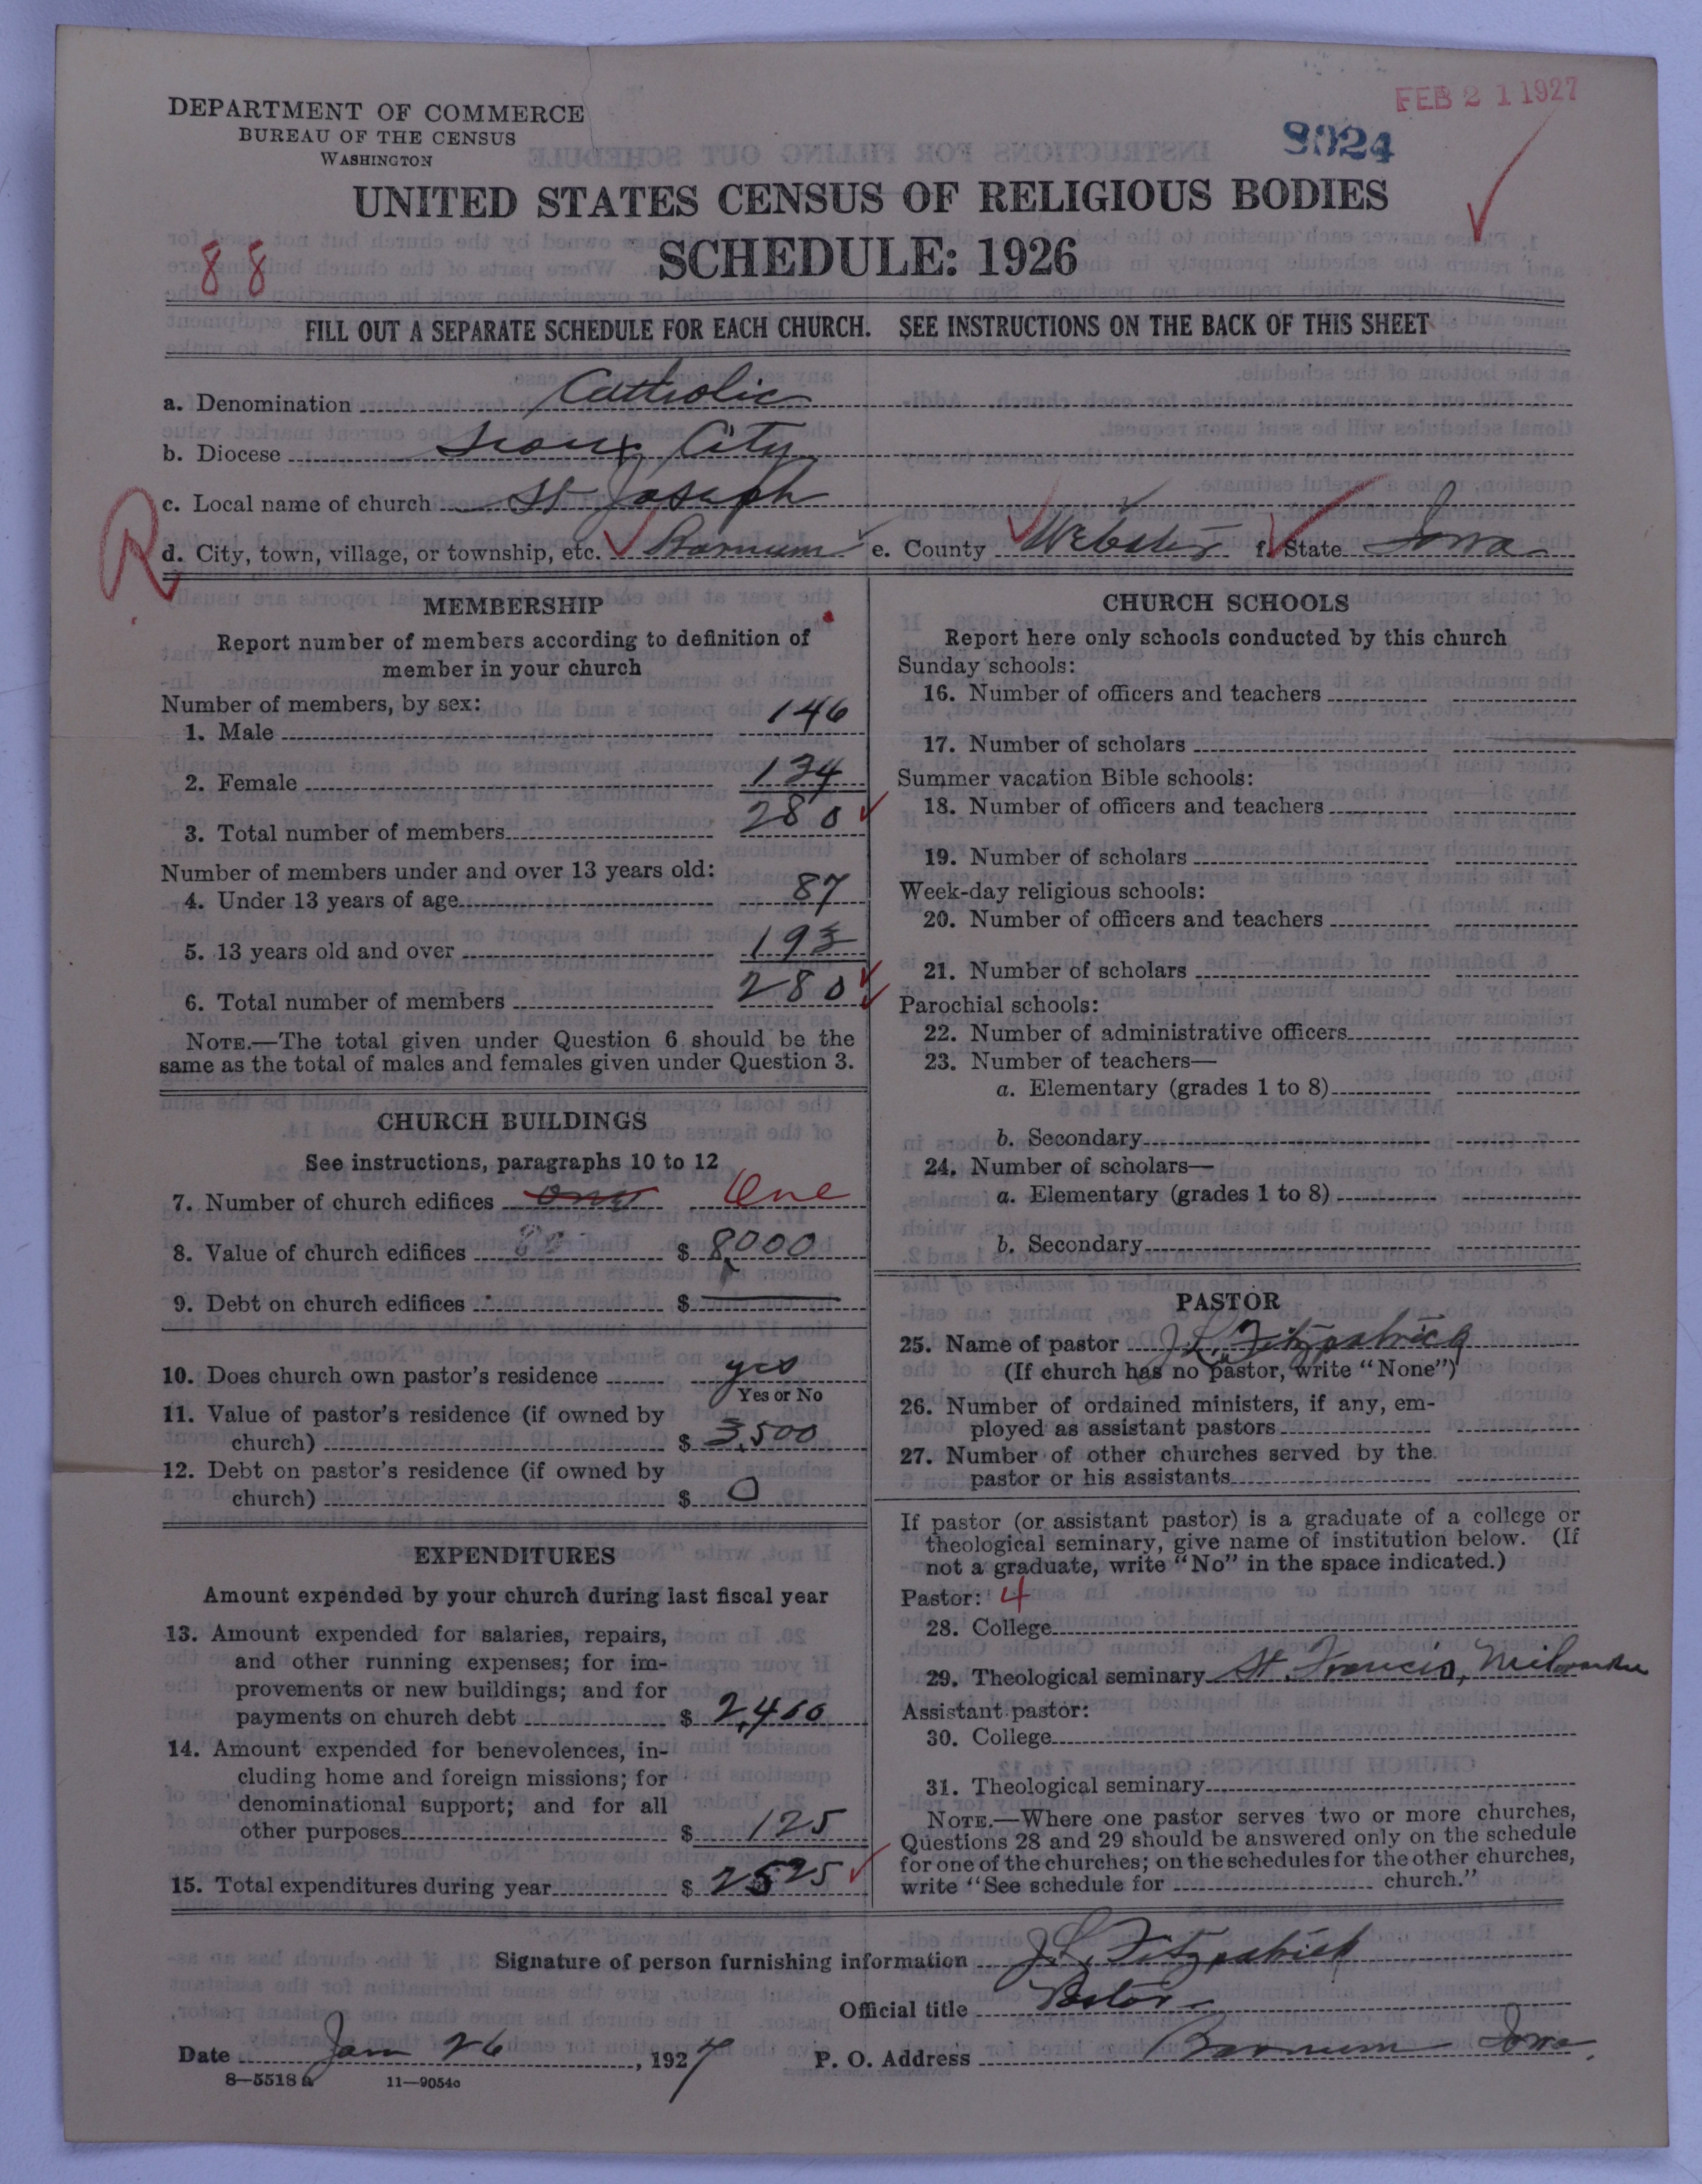 FEB 21 1927
8024
DEPARTMENT OF COMMERCE
BUREAU OF THE CENSUS
WASHINGTON
UNITED STATES CENSUS OF RELIGIOUS BODIES
SCHEDULE: 1926
88
FILL OUT A SEPARATE SCHEDULE FOR EACH CHURCH. SEE INSTRUCTIONS ON THE BACK OF THIS SHEET
a. Denomination Catholic
b. Diocese Sioux City
c. Local name of church St Joseph
R
d. City, town, village, or township, etc. Barnum e. County Webster f. State Iowa
MEMBERSHIP
Report number of members according to definition of
member in your church
Number of members, by sex:
1. Male 146
2. Female 134
3. Total number of members 280
Number of members under and over 13 years old:
4. Under 13 years of age 87
5. 13 years old and over 193
6. Total number of members 280
NOTE.—The total given under Question 6 should be the
same as the total of males and females given under Question 3.
CHURCH BUILDINGS
See instructions, paragraphs 10 to 12
7. Number of church edifices one One
8. Value of church edifices $ 8000
9. Debt on church edifices $
10. Does church own pastor's residence yes
Yes or No
11. Value of pastor's residence (if owned by
church) $ 3,500
12. Debt on pastor's residence (if owned by
church) $ 0
EXPENDITURES
Amount expended by your church during last fiscal year
13. Amount expended for salaries, repairs,
and other running expenses; for im-
provements or new buildings; and for
payments on church debt $ 2,400
14. Amount expended for benevolences, in-
cluding home and foreign missions; for
denominational support; and for all
other purposes $ 125
15. Total expenditures during year $ 2525
CHURCH SCHOOLS
Report here only schools conducted by this church
Sunday schools:
16. Number of officers and teachers
17. Number of scholars
Summer vacation Bible schools:
18. Number of officers and teachers
19. Number of scholars
Week-day religious schools:
20. Number of officers and teachers
21. Number of scholars
Parochial schools:
22. Number of administrative officers
23. Number of teachers—
a. Elementary (grades 1 to 8)
b. Secondary
24. Number of scholars—
a. Elementary (grades 1 to 8)
b. Secondary
PASTOR
25. Name of pastor J. L. Fitzpatrick
(If church has no pastor, write "None")
26. Number of ordained ministers, if any, em-
ployed as assistant pastors
27. Number of other churches served by the
pastor or his assistants
If pastor (or assistant pastor) is a graduate of a college or
theological seminary, give name of institution below. (If
not a graduate, write "No" in the space indicated.)
Pastor: 4
28. College
29. Theological seminary St. Francis, Milwaukee
Assistant pastor:
30. College
31. Theological seminary
NOTE.—Where one pastor serves two or more churches,
Questions 28 and 29 should be answered only on the schedule
for one of the churches; on the schedules for the other churches,
write "See schedule for church."
Signature of person furnishing information J. L. Fitzpatrick
Official title Pastor
Date Jan 26, 1927 P. O. Address Barnum Iowa.
8—5518 a 11—9054c